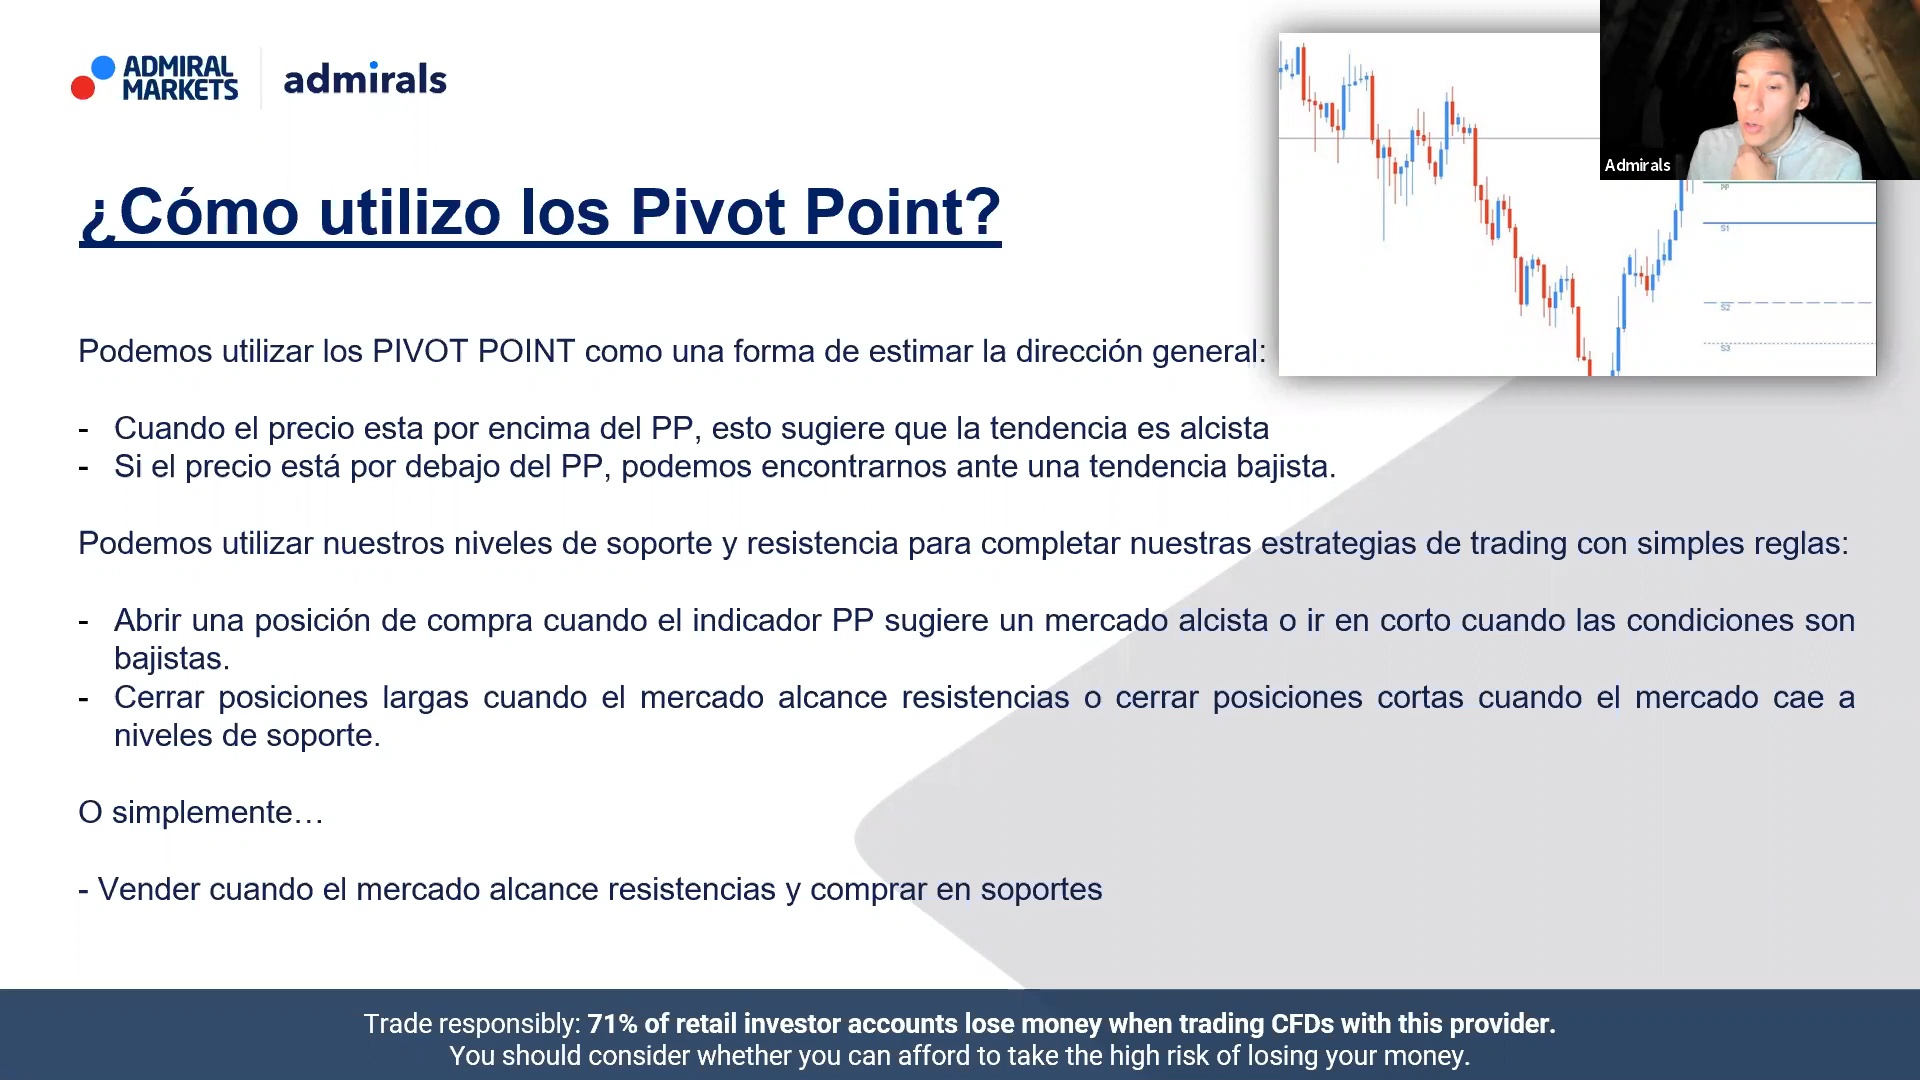 ADMIRAL
MARKETS
admirals
Admirals
¿Cómo utilizo los Pivot Point?
PP
S1
S2
S3
Podemos utilizar los PIVOT POINT como una forma de estimar la dirección general:
- Cuando el precio esta por encima del PP, esto sugiere que la tendencia es alcista
- Si el precio está por debajo del PP, podemos encontrarnos ante una tendencia bajista.
Podemos utilizar nuestros niveles de soporte y resistencia para completar nuestras estrategias de trading con simples reglas:
- Abrir una posición de compra cuando el indicador PP sugiere un mercado alcista o ir en corto cuando las condiciones son
bajistas.
- Cerrar posiciones largas cuando el mercado alcance resistencias o cerrar posiciones cortas cuando el mercado cae a
niveles de soporte.
O simplemente…
- Vender cuando el mercado alcance resistencias y comprar en soportes
Trade responsibly: 71% of retail investor accounts lose money when trading CFDs with this provider.
You should consider whether you can afford to take the high risk of losing your money.